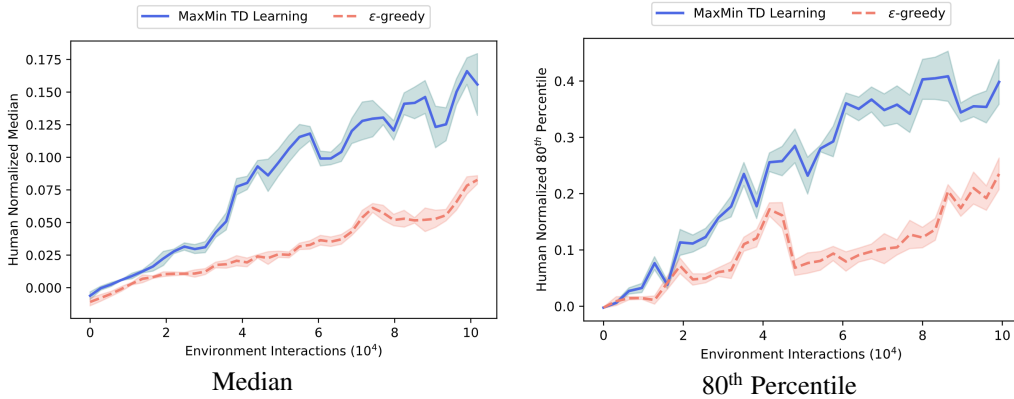 MaxMin TD Learning ε-greedy
Human Normalized Median
0.175
0.150
0.125
0.100
0.075
0.050
0.025
0.000
0 2 4 6 8 10
Environment Interactions (10⁴)
Median
MaxMin TD Learning ε-greedy
Human Normalized 80ᵗʰ Percentile
0.4
0.3
0.2
0.1
0.0
0 2 4 6 8 10
Environment Interactions (10⁴)
80ᵗʰ Percentile